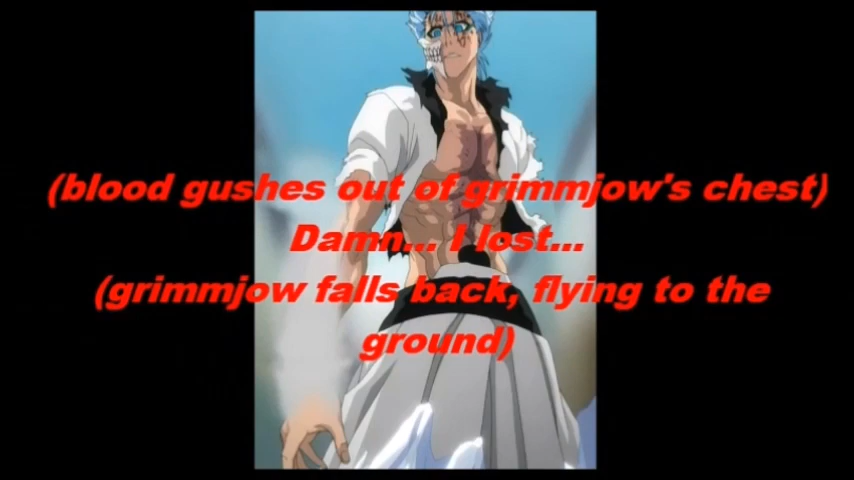 (blood gushes out of grimmjow's chest)
Damn... I lost...
(grimmjow falls back, flying to the
ground)